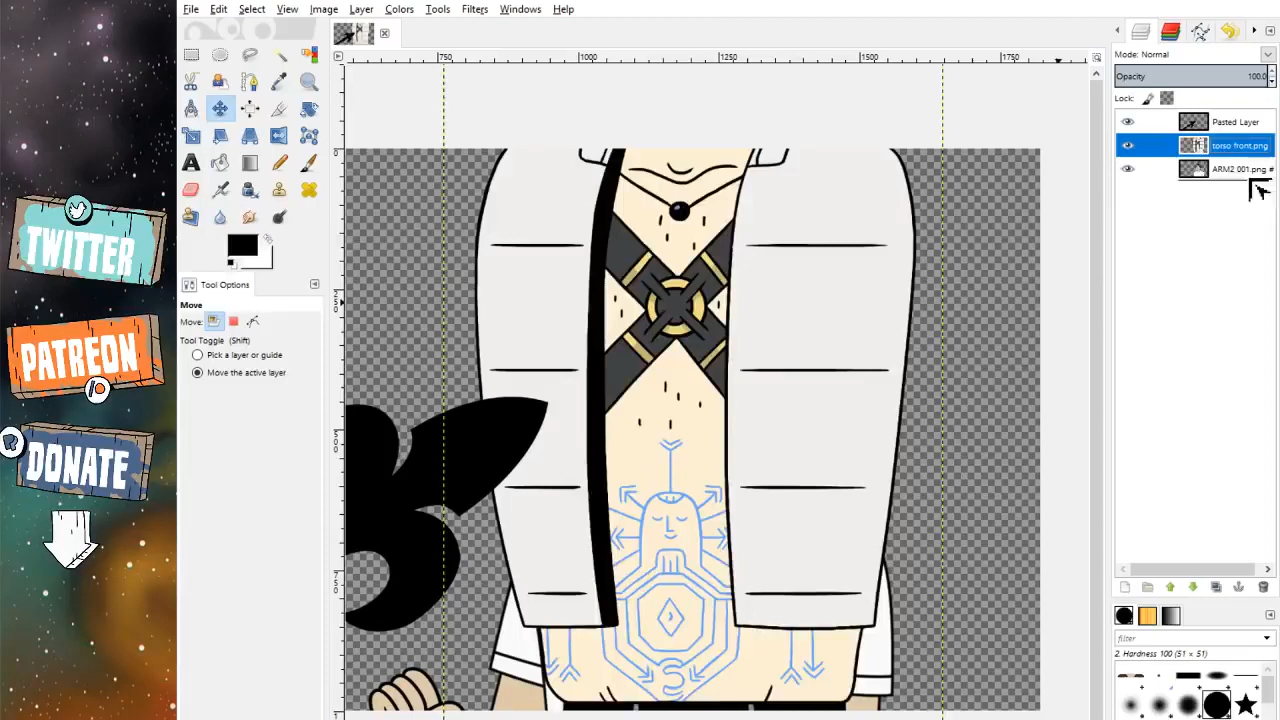 File Edit Select View Image Layer Colors Tools Filters Windows Help
750 1000 1250 1500 1750
Mode: Normal
Opacity 100.0
Lock:
Pasted Layer
torso front.png
ARM2 001.png #
0
TWITTER
PATREON
DONATE
Tool Options
Move
Move:
Tool Toggle (Shift)
Pick a layer or guide
Move the active layer
S
filter
2. Hardness 100 (51 × 51)